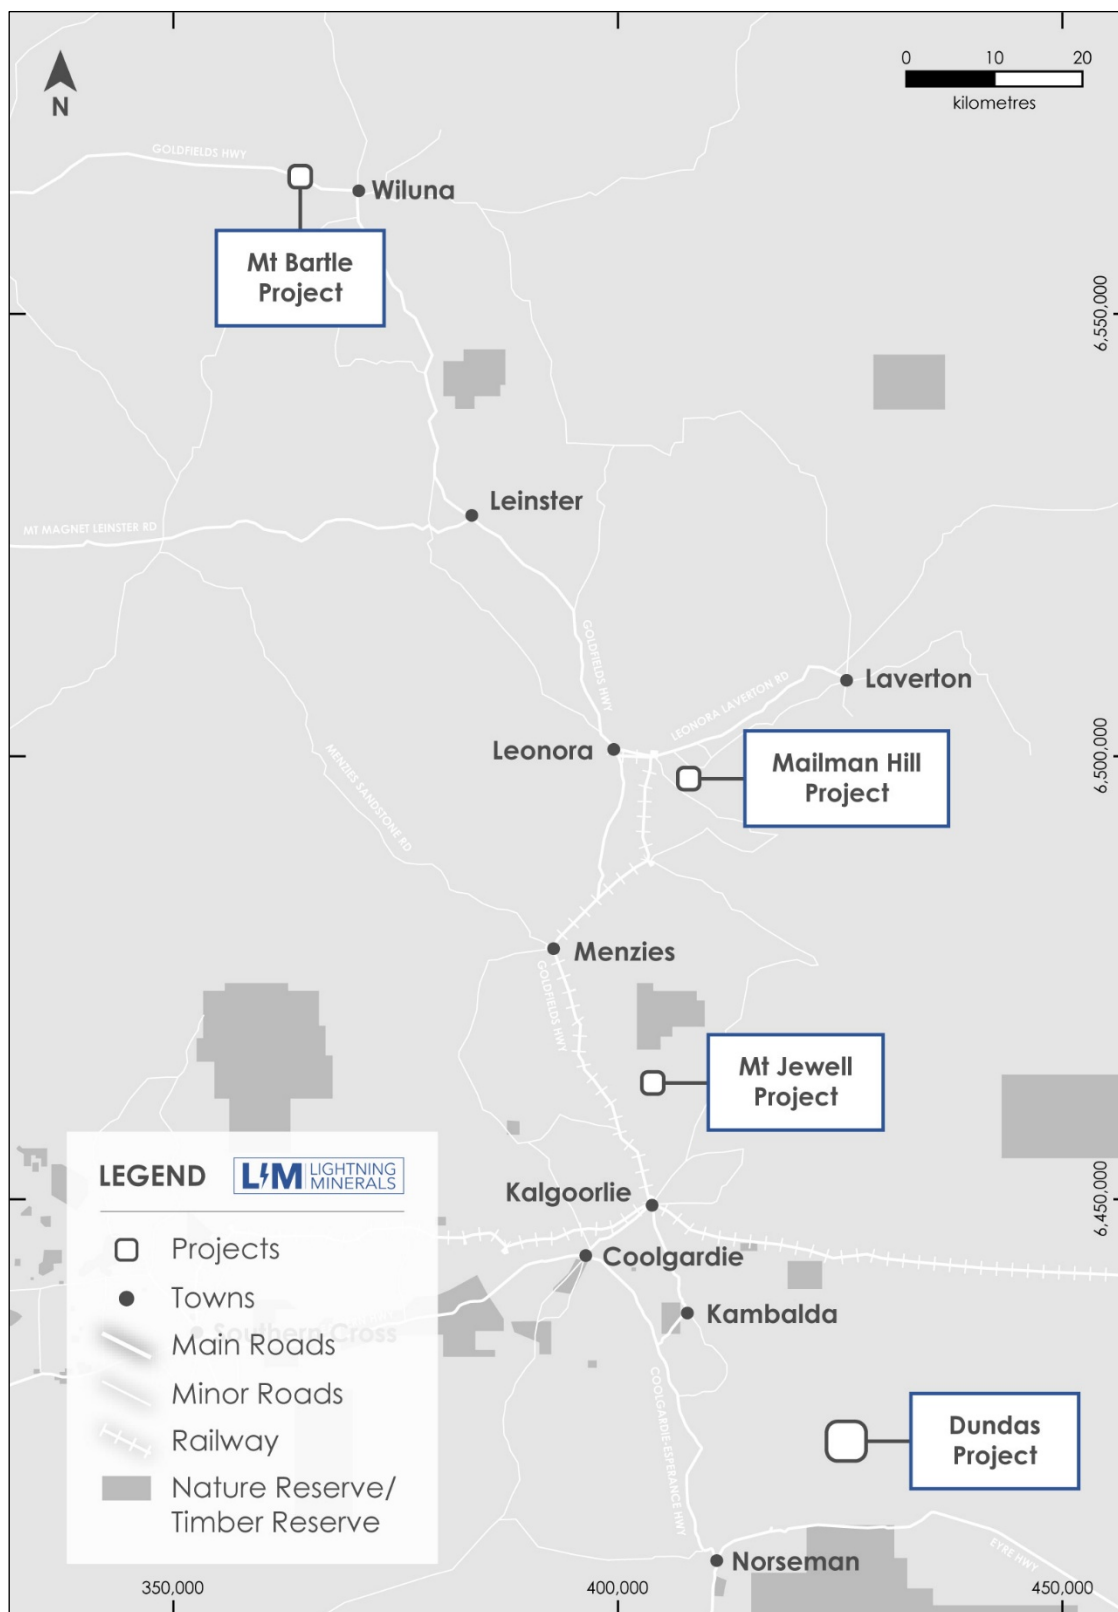 N
0 10 20
kilometres
GOLDFIELDS HWY
Wiluna
Mt Bartle
Project
6,550,000
Leinster
MT MAGNET LEINSTER RD
GOLDFIELDS HWY
Laverton
LEONORA LAVERTON RD
Leonora
6,500,000
Mailman Hill
Project
MENZIES SANDSTONE RD
Menzies
GOLDFIELDS HWY
Mt Jewell
Project
Kalgoorlie
6,450,000
Coolgardie
Kambalda
Southern Cross
COOLGARDIE-ESPERANCE HWY
Dundas
Project
Norseman
EYRE HWY
LEGEND
LM LIGHTNING
MINERALS
Projects
Towns
Main Roads
Minor Roads
Railway
Nature Reserve/
Timber Reserve
350,000 400,000 450,000